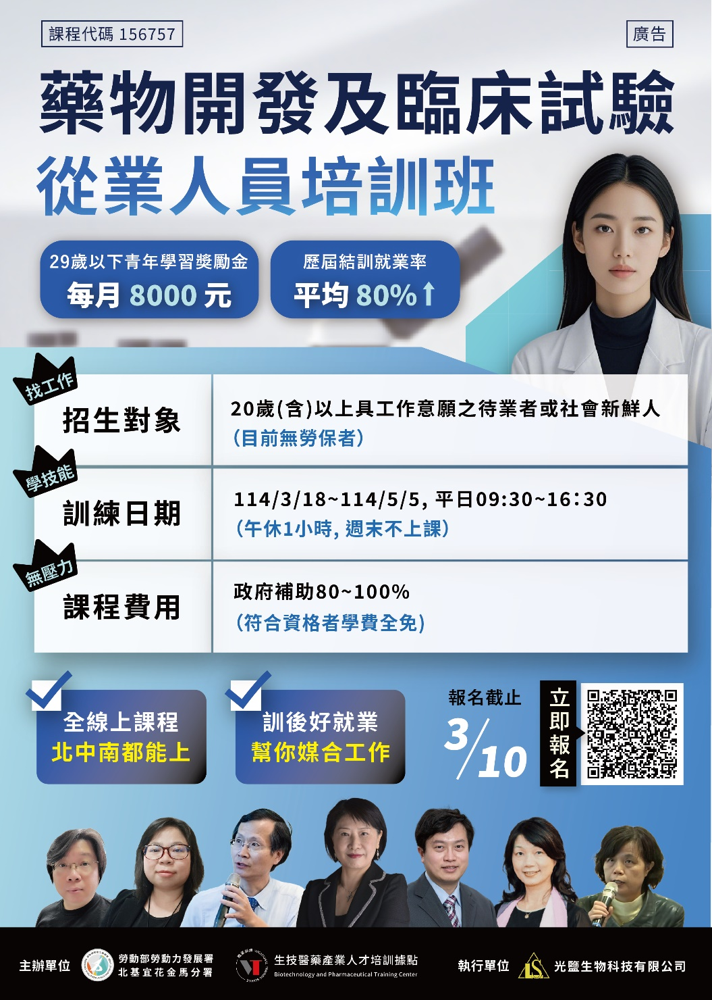 課程代碼 156757
廣告
藥物開發及臨床試驗
從業人員培訓班
29歲以下青年學習獎勵金
每月 8000 元
歷屆結訓就業率
平均 80%↑
找工作
招生對象
20歲(含)以上具工作意願之待業者或社會新鮮人
（目前無勞保者）
學技能
訓練日期
114/3/18~114/5/5, 平日09:30~16:30
（午休1小時, 週末不上課）
無壓力
課程費用
政府補助80~100%
（符合資格者學費全免)
全線上課程
北中南都能上
訓後好就業
幫你媒合工作
報名截止
3/10
立即報名
主辦單位
勞動部勞動力發展署
北基宜花金馬分署
生技醫藥產業人才培訓據點
Biotechnology and Pharmaceutical Training Center
執行單位
LS
光鹽生物科技有限公司